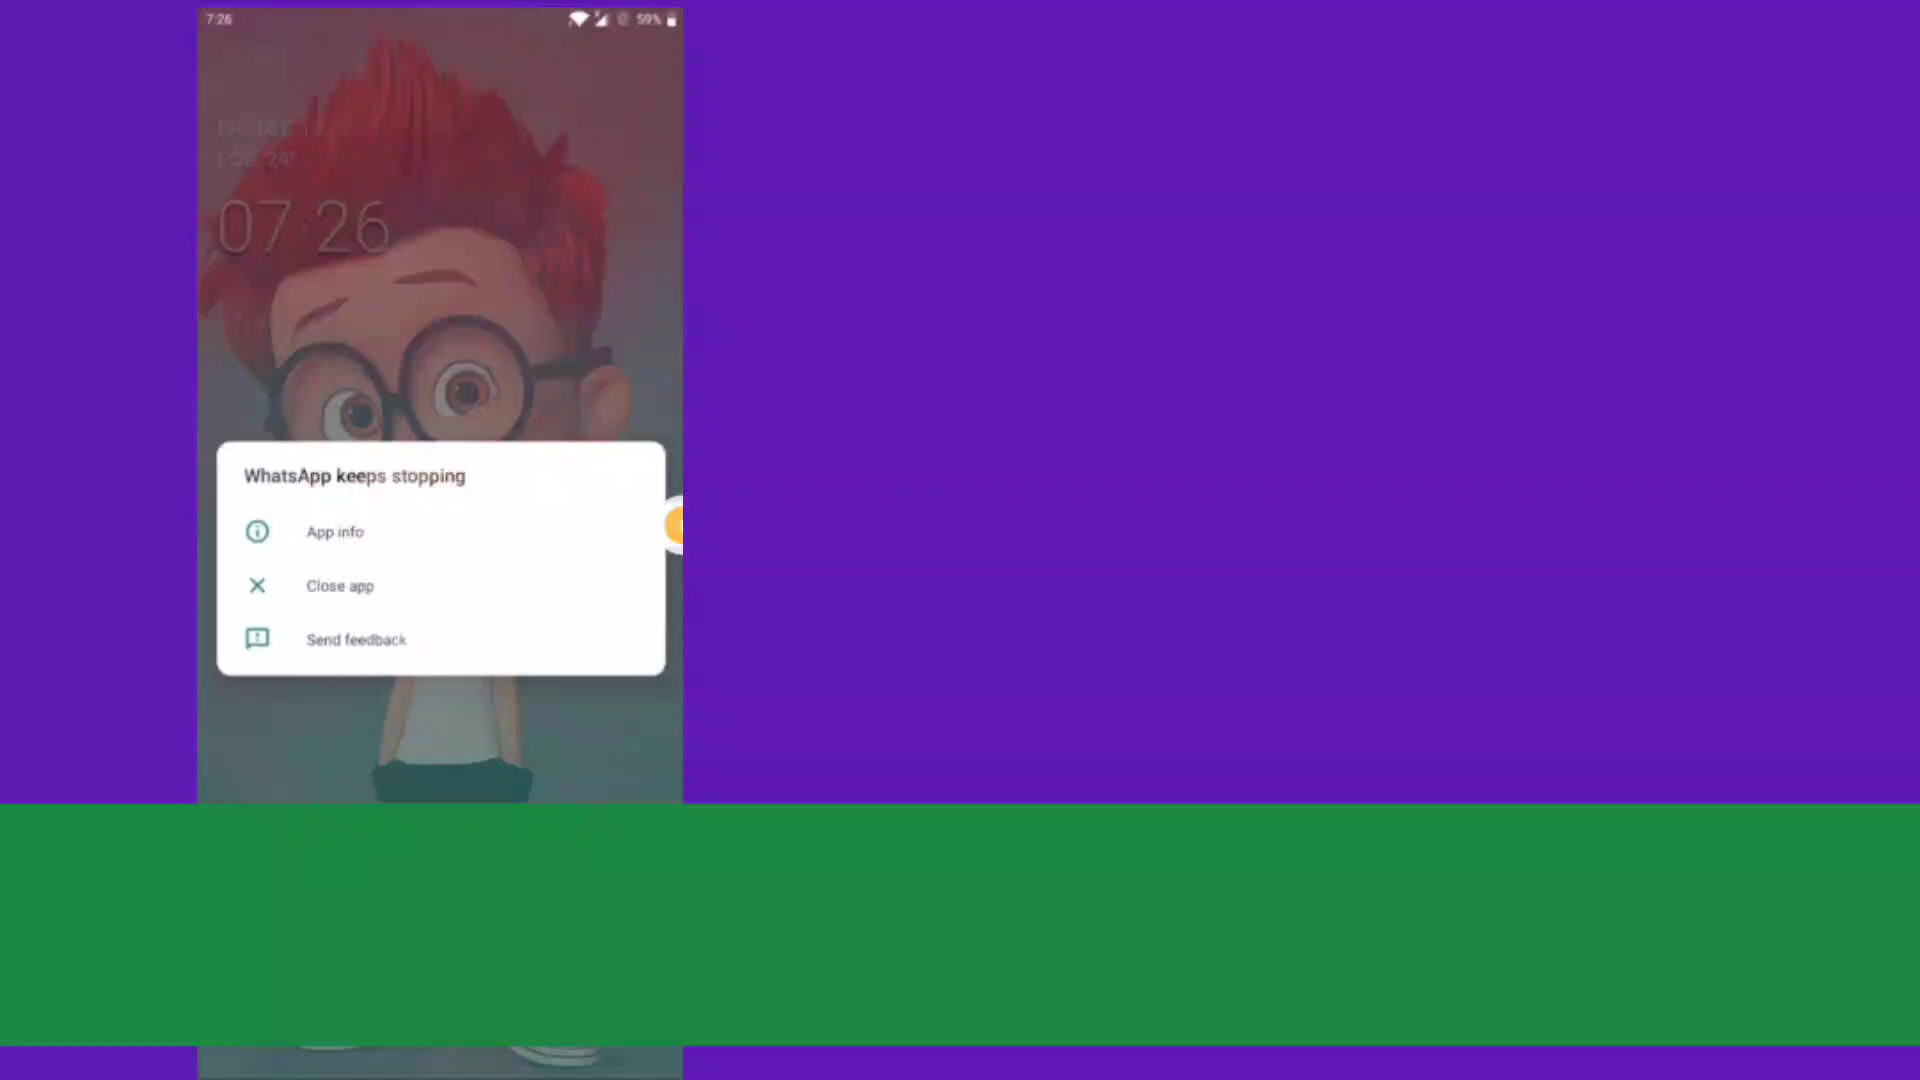 7:26
59%
07 26
WhatsApp keeps stopping
App info
Close app
Send feedback